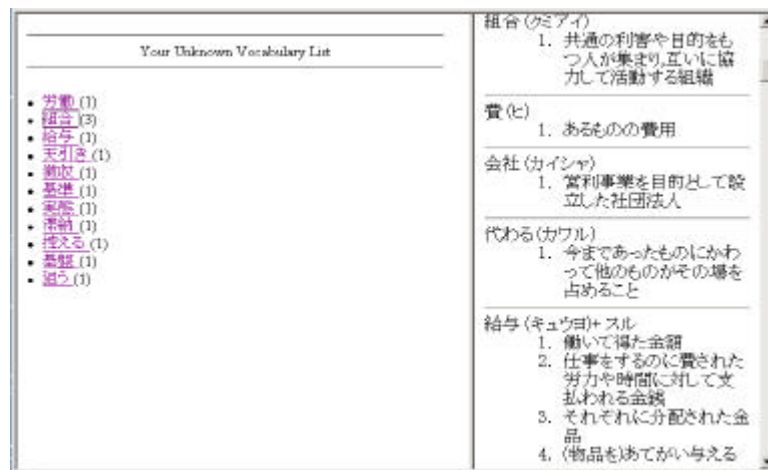 Your Unknown Vocabulary List
• 労働 (1)
• 組合 (3)
• 給与 (1)
• 天引き (1)
• 徴収 (1)
• 基準 (1)
• 実態 (1)
• 滞納 (1)
• 控える (1)
• 基盤 (1)
• 狙う (1)
組合 (クミアイ)
1. 共通の利害や目的をも
つ人が集まり,互いに協
力して活動する組織
費 (ヒ)
1. あるものの費用
会社 (カイシャ)
1. 営利事業を目的として設
立した社団法人
代わる (カワル)
1. 今まであったものにかわ
って他のものがその場を
占めること
給与 (キュウヨ)+ スル
1. 働いて得た金額
2. 仕事をするのに費された
労力や時間に対して支
払われる金銭
3. それぞれに分配された金
品
4. (物品を)あてがい与える